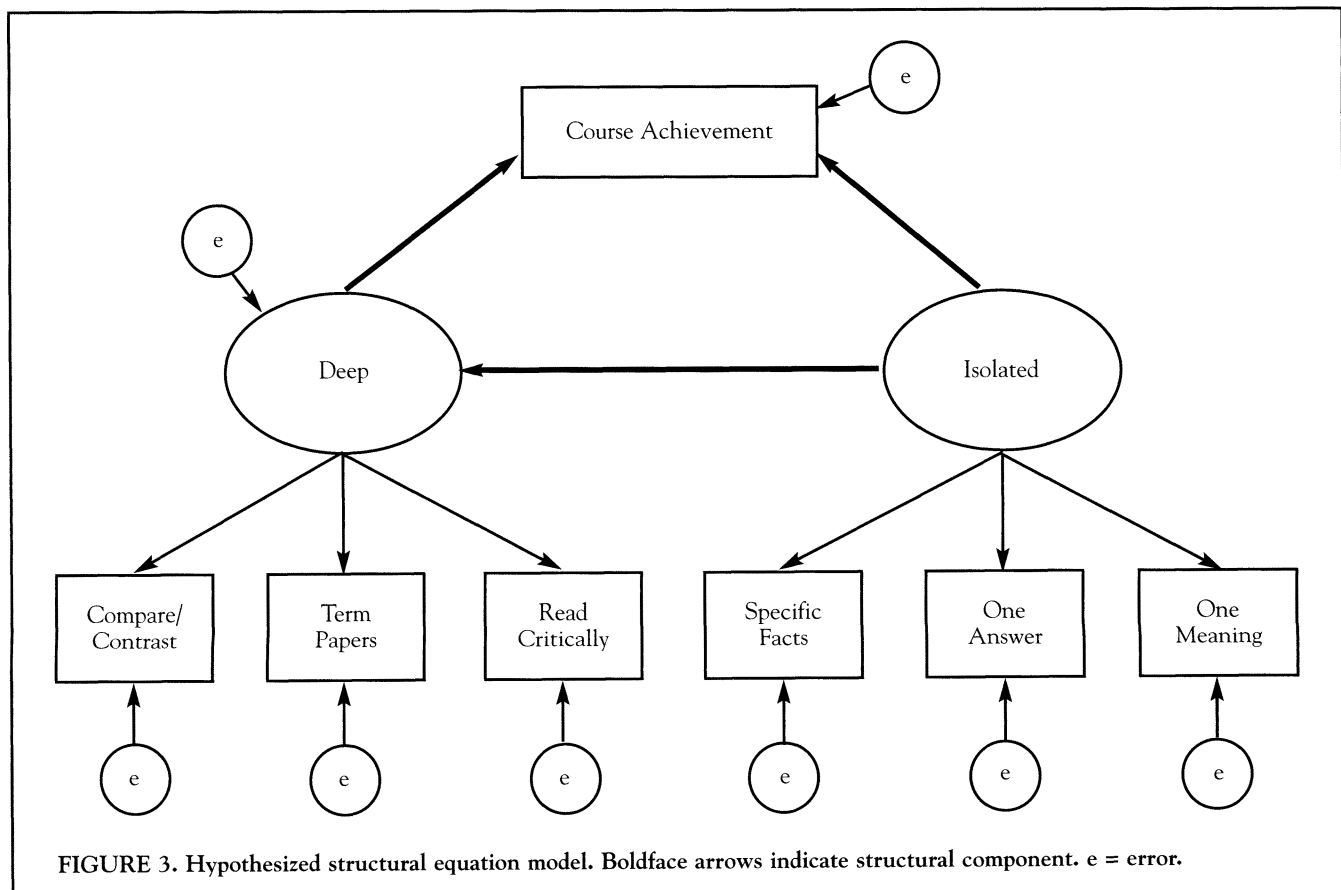 e
Course Achievement
e
Deep
Isolated
Compare/
Contrast
Term
Papers
Read
Critically
Specific
Facts
One
Answer
One
Meaning
e
e
e
e
e
e
FIGURE 3. Hypothesized structural equation model. Boldface arrows indicate structural component. e = error.